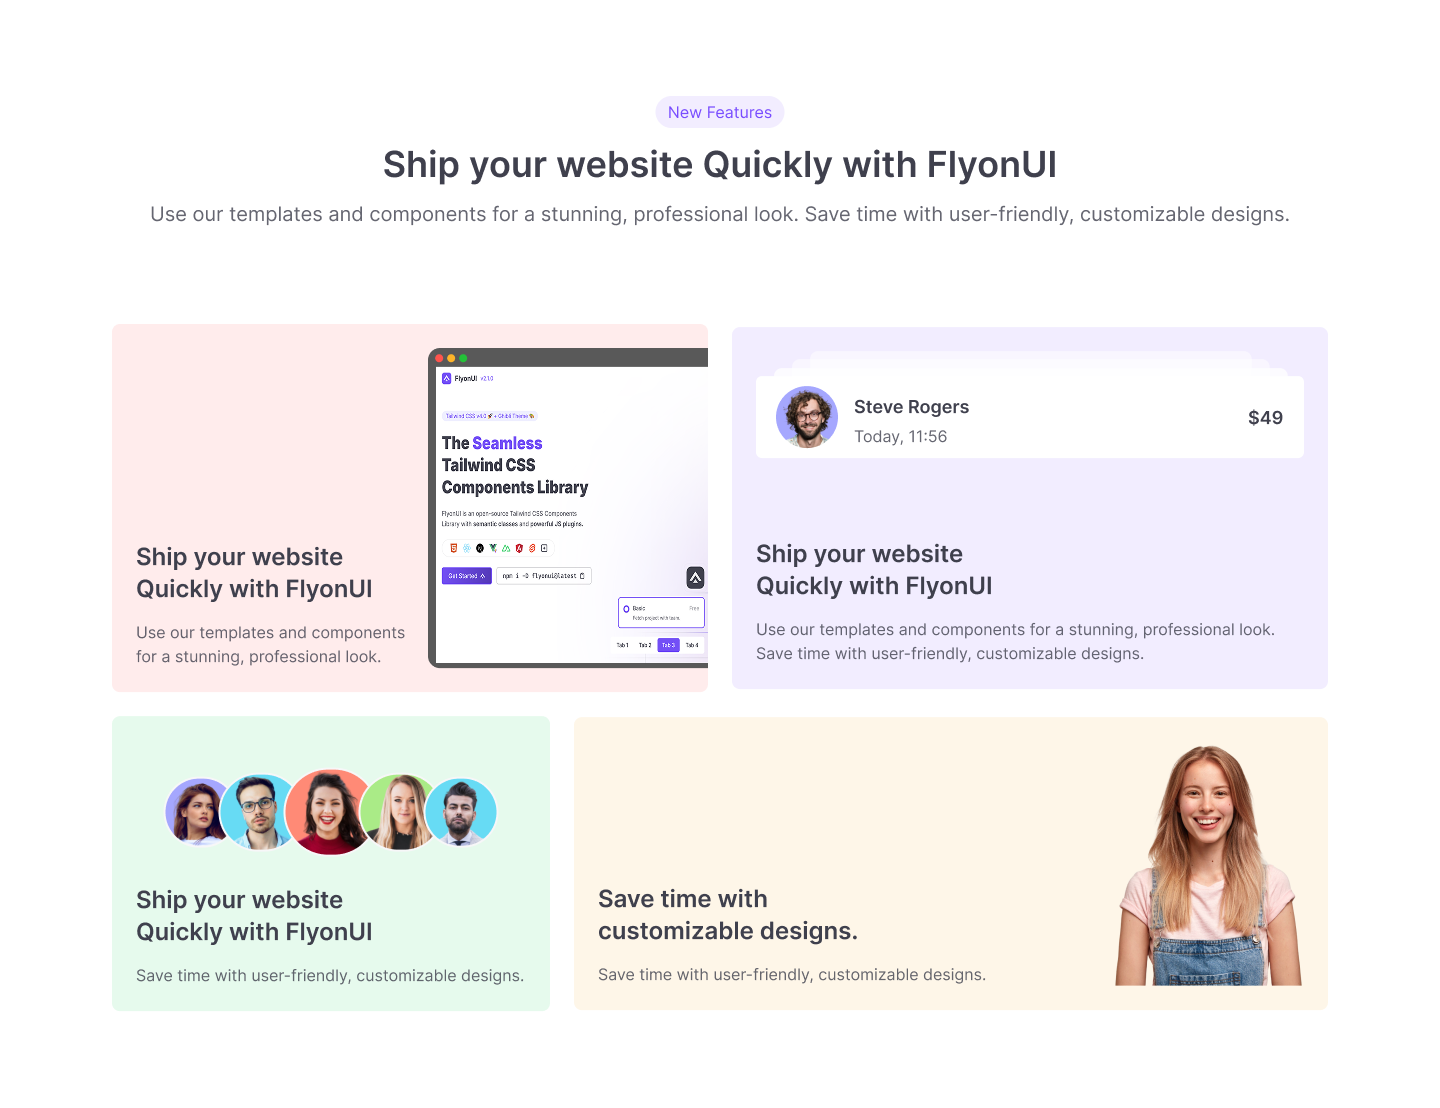 New Features
Ship your website Quickly with FlyonUI
Use our templates and components for a stunning, professional look. Save time with user-friendly, customizable designs.
Ship your website
Quickly with FlyonUI
Use our templates and components
for a stunning, professional look.
FlyonUI v2.1.0
Tailwind CSS v4.0 🚀 + Ghibli Theme 🎨
The Seamless
Tailwind CSS
Components Library
FlyonUI is an open-source Tailwind CSS Components
Library with semantic classes and powerful JS plugins.
Get Started
npm i -D flyonui@latest
Basic Free
Fetch project with team.
Tab 1 Tab 2 Tab 3 Tab 4
Steve Rogers
$49
Today, 11:56
Ship your website
Quickly with FlyonUI
Use our templates and components for a stunning, professional look.
Save time with user-friendly, customizable designs.
Ship your website
Quickly with FlyonUI
Save time with user-friendly, customizable designs.
Save time with
customizable designs.
Save time with user-friendly, customizable designs.